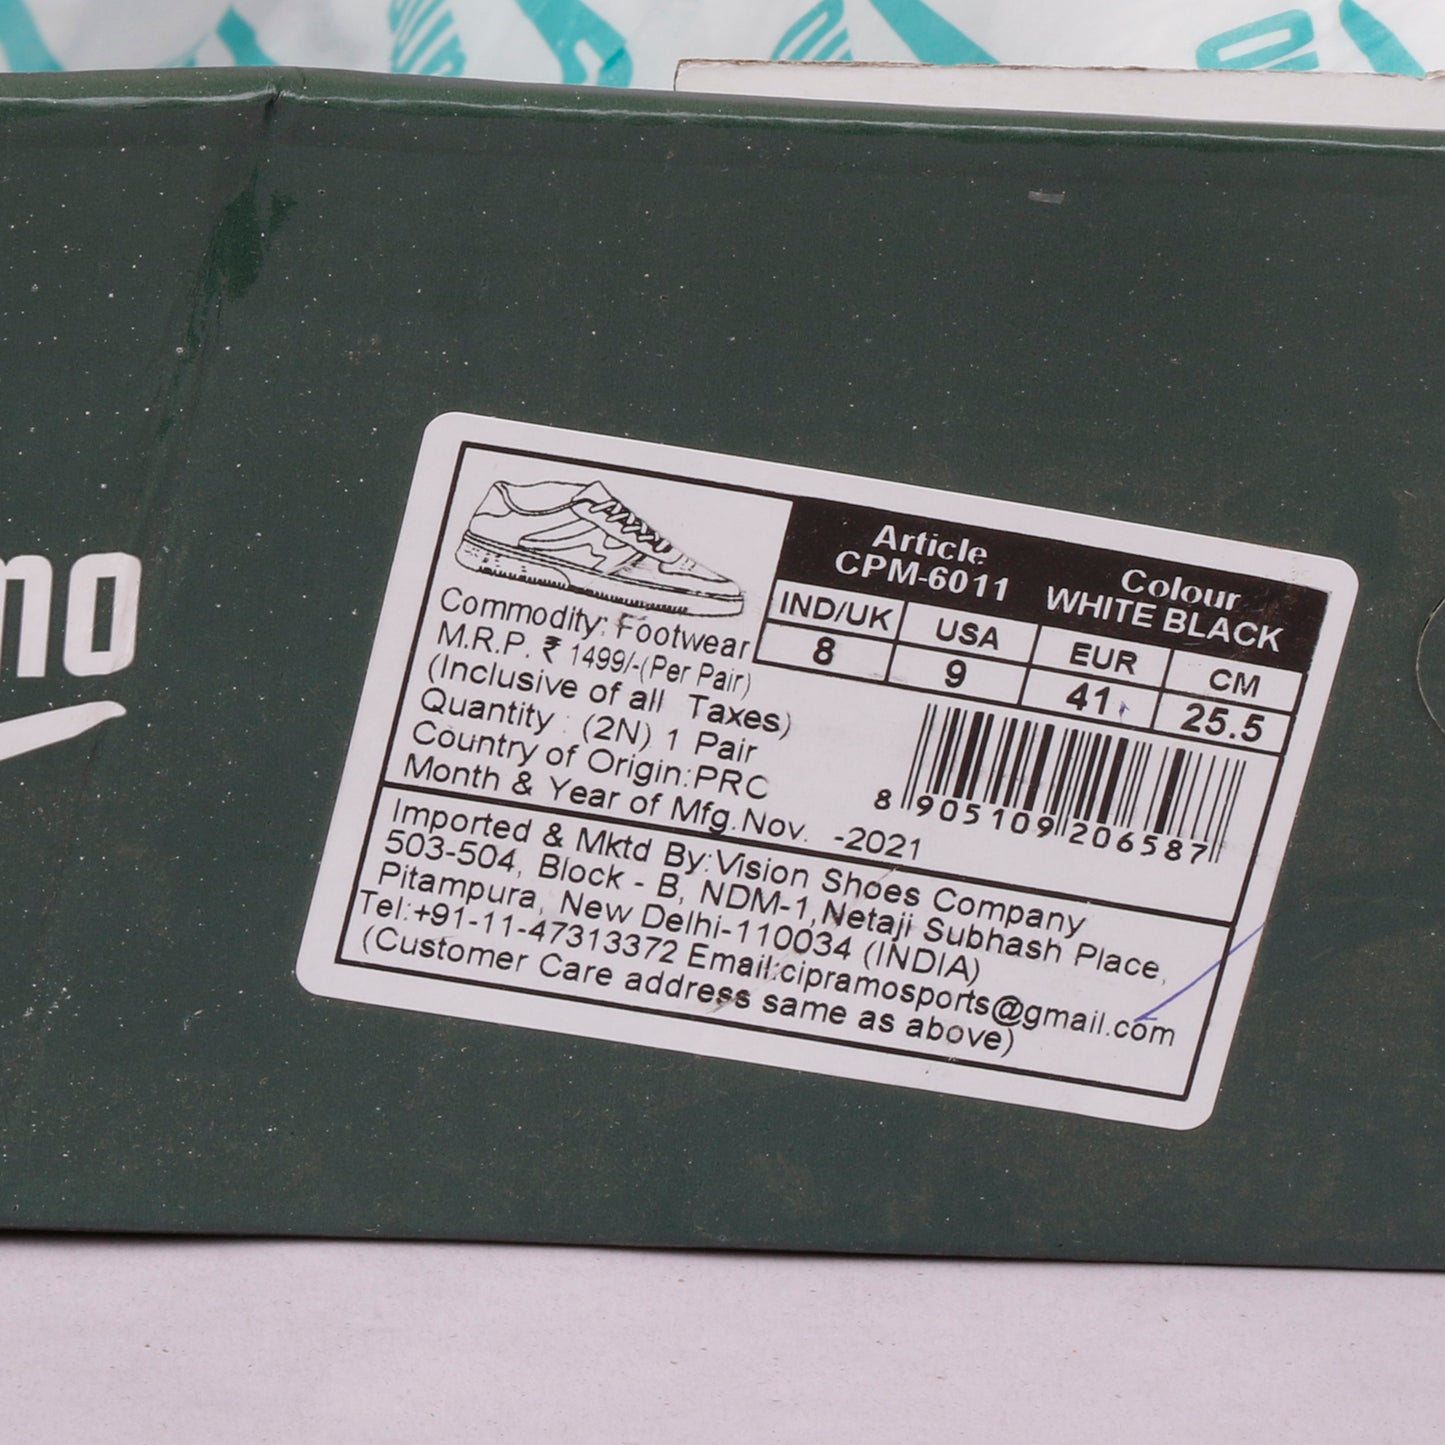 mo
Article
CPM-6011
Colour
WHITE BLACK
IND/UK USA EUR CM
8 9 41 25.5
Commodity: Footwear
M.R.P. ₹ 1499/-(Per Pair)
(Inclusive of all Taxes)
Quantity : (2N) 1 Pair
Country of Origin:PRC
Month & Year of Mfg.Nov. -2021
8 905109 206587
Imported & Mktd By:Vision Shoes Company
503-504, Block - B, NDM-1,Netaji Subhash Place,
Pitampura, New Delhi-110034 (INDIA)
Tel:+91-11-47313372 Email:cipramosports@gmail.com
(Customer Care address same as above)